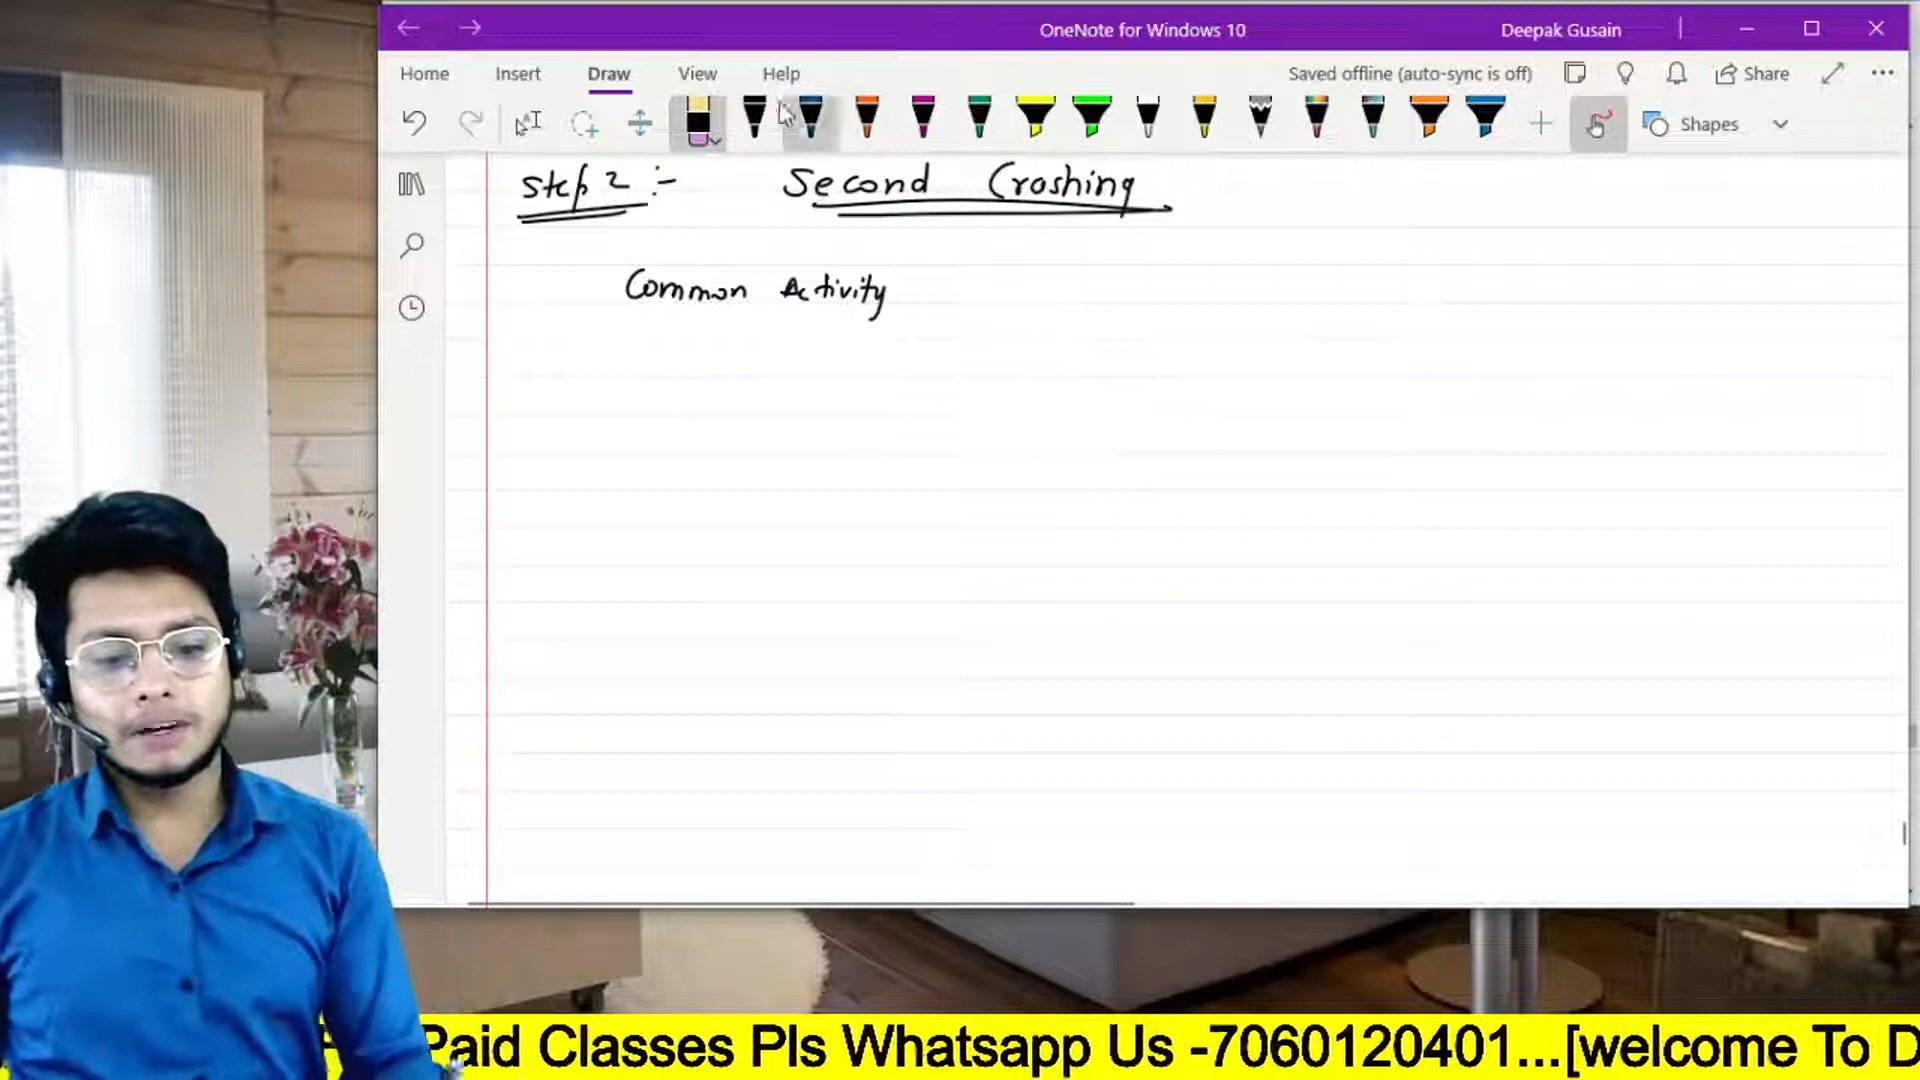 OneNote for Windows 10
Deepak Gusain
Home Insert Draw View Help
Saved offline (auto-sync is off) Share
Shapes
Step 2 :- Second Crashing
Common Activity
Paid Classes Pls Whatsapp Us -7060120401...[welcome To D